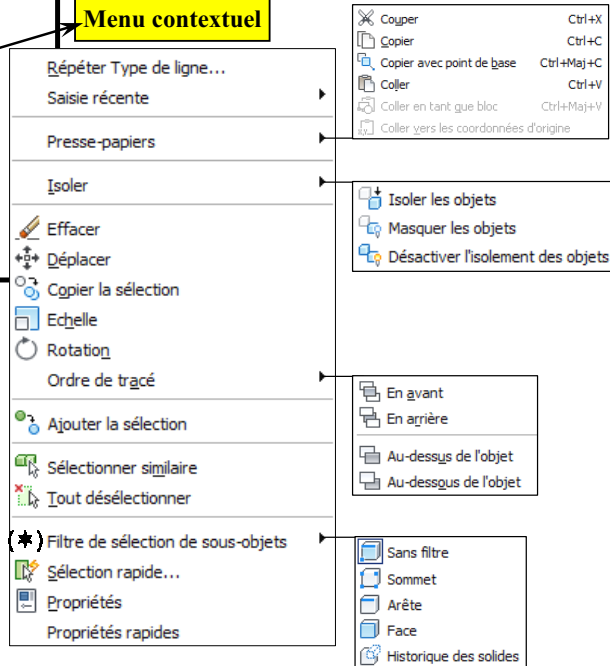 Menu contextuel
Répéter Type de ligne...
Saisie récente
Presse-papiers
Couper Ctrl+X
Copier Ctrl+C
Copier avec point de base Ctrl+Maj+C
Coller Ctrl+V
Coller en tant que bloc Ctrl+Maj+V
Coller vers les coordonnées d'origine
Isoler
Isoler les objets
Masquer les objets
Désactiver l'isolement des objets
Effacer
Déplacer
Copier la sélection
Echelle
Rotation
Ordre de tracé
En avant
En arrière
Au-dessus de l'objet
Au-dessous de l'objet
Ajouter la sélection
Sélectionner similaire
Tout désélectionner
(*) Filtre de sélection de sous-objets
Sans filtre
Sommet
Arête
Face
Historique des solides
Sélection rapide...
Propriétés
Propriétés rapides